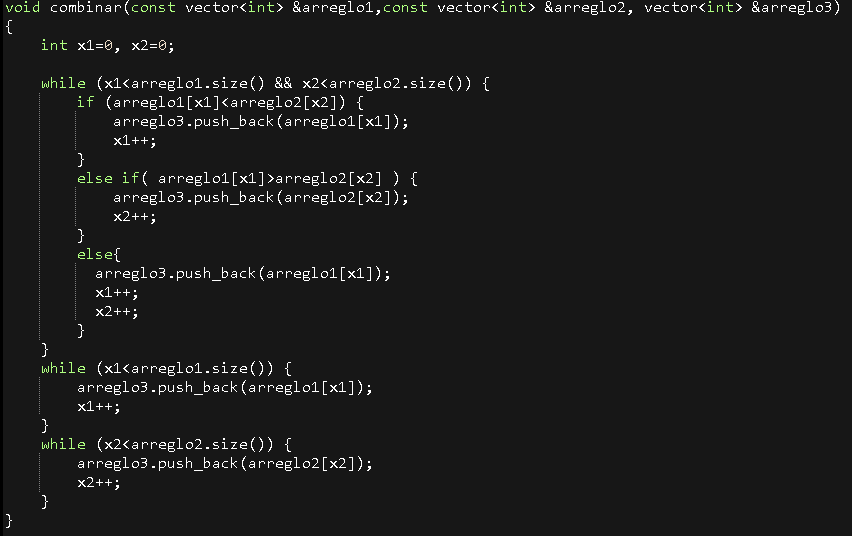 void combinar(const vector<int> &arreglo1,const vector<int> &arreglo2, vector<int> &arreglo3)
{
    int x1=0, x2=0;

    while (x1<arreglo1.size() && x2<arreglo2.size()) {
        if (arreglo1[x1]<arreglo2[x2]) {
            arreglo3.push_back(arreglo1[x1]);
            x1++;
        }
        else if( arreglo1[x1]>arreglo2[x2] ) {
            arreglo3.push_back(arreglo2[x2]);
            x2++;
        }
        else{
          arreglo3.push_back(arreglo1[x1]);
          x1++;
          x2++;
        }
    }
    while (x1<arreglo1.size()) {
        arreglo3.push_back(arreglo1[x1]);
        x1++;
    }
    while (x2<arreglo2.size()) {
        arreglo3.push_back(arreglo2[x2]);
        x2++;
    }
}